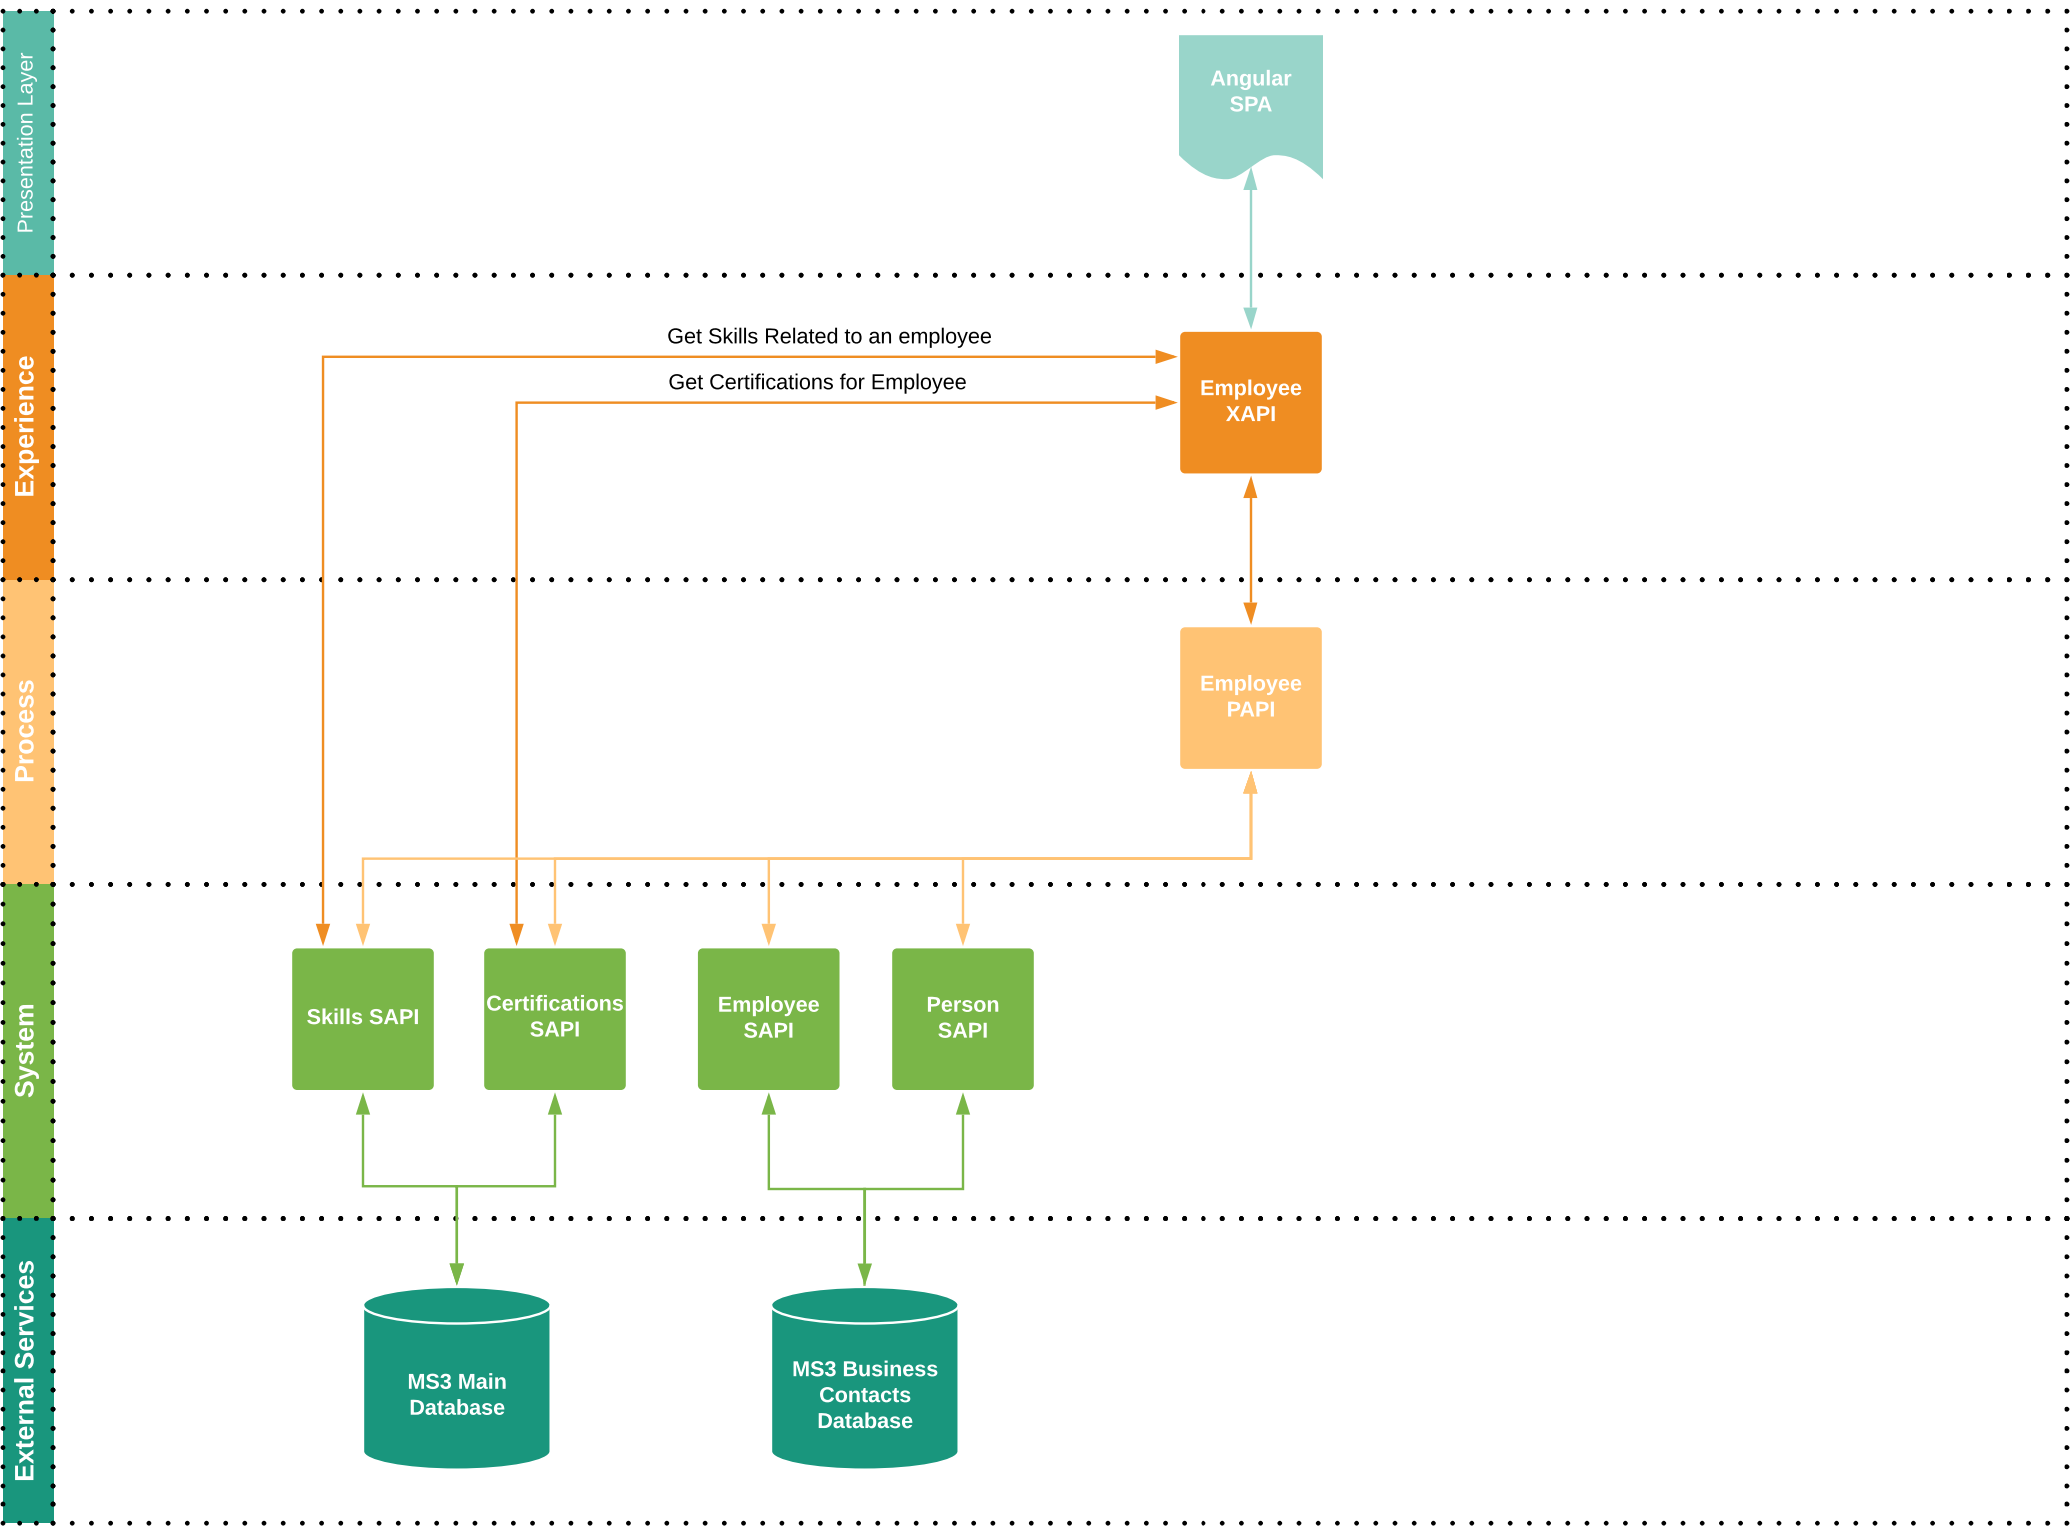 Presentation Layer
Angular
SPA
Experience
Get Skills Related to an employee
Get Certifications for Employee
Employee
XAPI
Process
Employee
PAPI
System
Skills SAPI
Certifications
SAPI
Employee
SAPI
Person
SAPI
External Services
MS3 Main
Database
MS3 Business
Contacts
Database